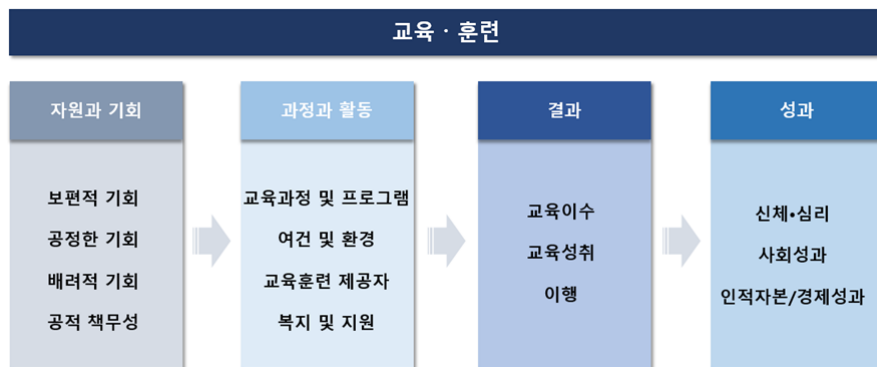 교육 · 훈련
자원과 기회
보편적 기회
공정한 기회
배려적 기회
공적 책무성
과정과 활동
교육과정 및 프로그램
여건 및 환경
교육훈련 제공자
복지 및 지원
결과
교육이수
교육성취
이행
성과
신체·심리
사회성과
인적자본/경제성과